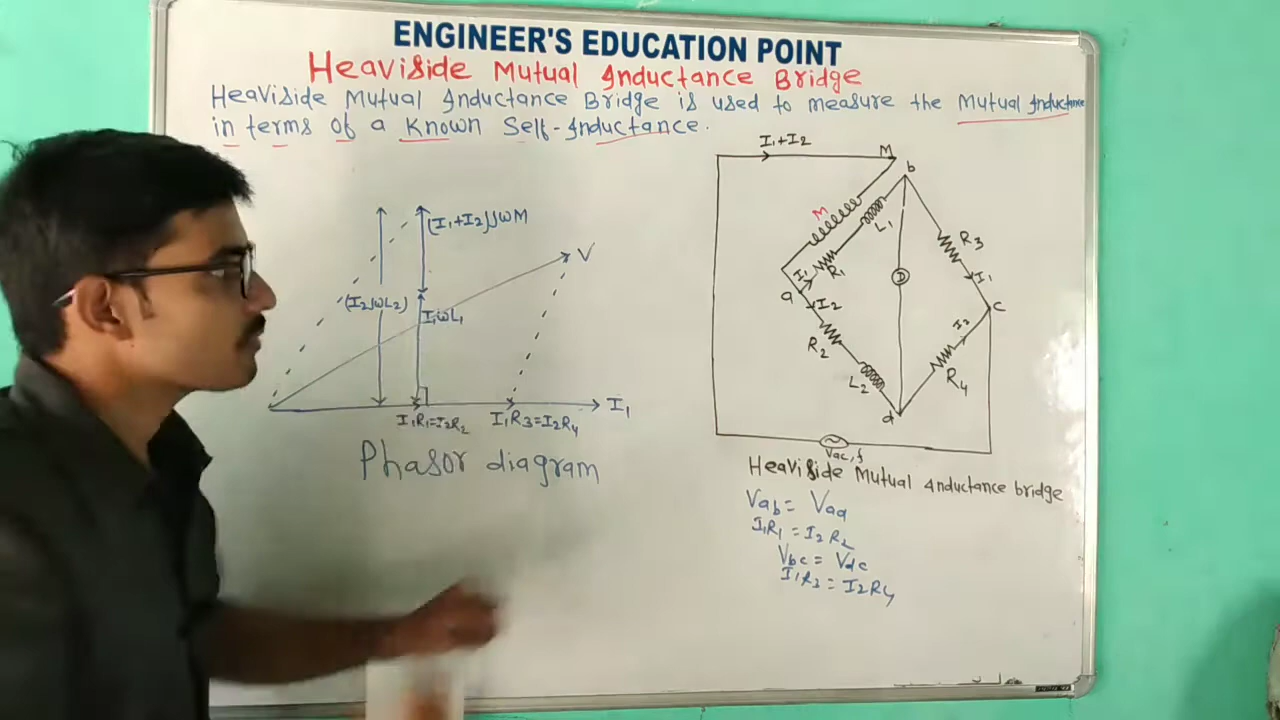 ENGINEER'S EDUCATION POINT
Heaviside Mutual Inductance Bridge
Heaviside Mutual Inductance Bridge is used to measure the Mutual Inductance
in terms of a Known Self-Inductance.
(I₁+I₂)jωM
V
(I₂jωL₂)
I₁ωL₁
I₁R₁=I₂R₂
I₁R₃=I₂R₄
I₁
Phasor diagram
I₁+I₂
M
b
M
L₁
R₃
I₁
R₁
I₁
D
a
I₂
C
I₂
R₂
R₄
L₂
d
Vac,f
Heaviside Mutual Inductance bridge
Vab = Vad
I₁R₁ = I₂R₂
Vbc = Vdc
I₁R₃ = I₂R₄